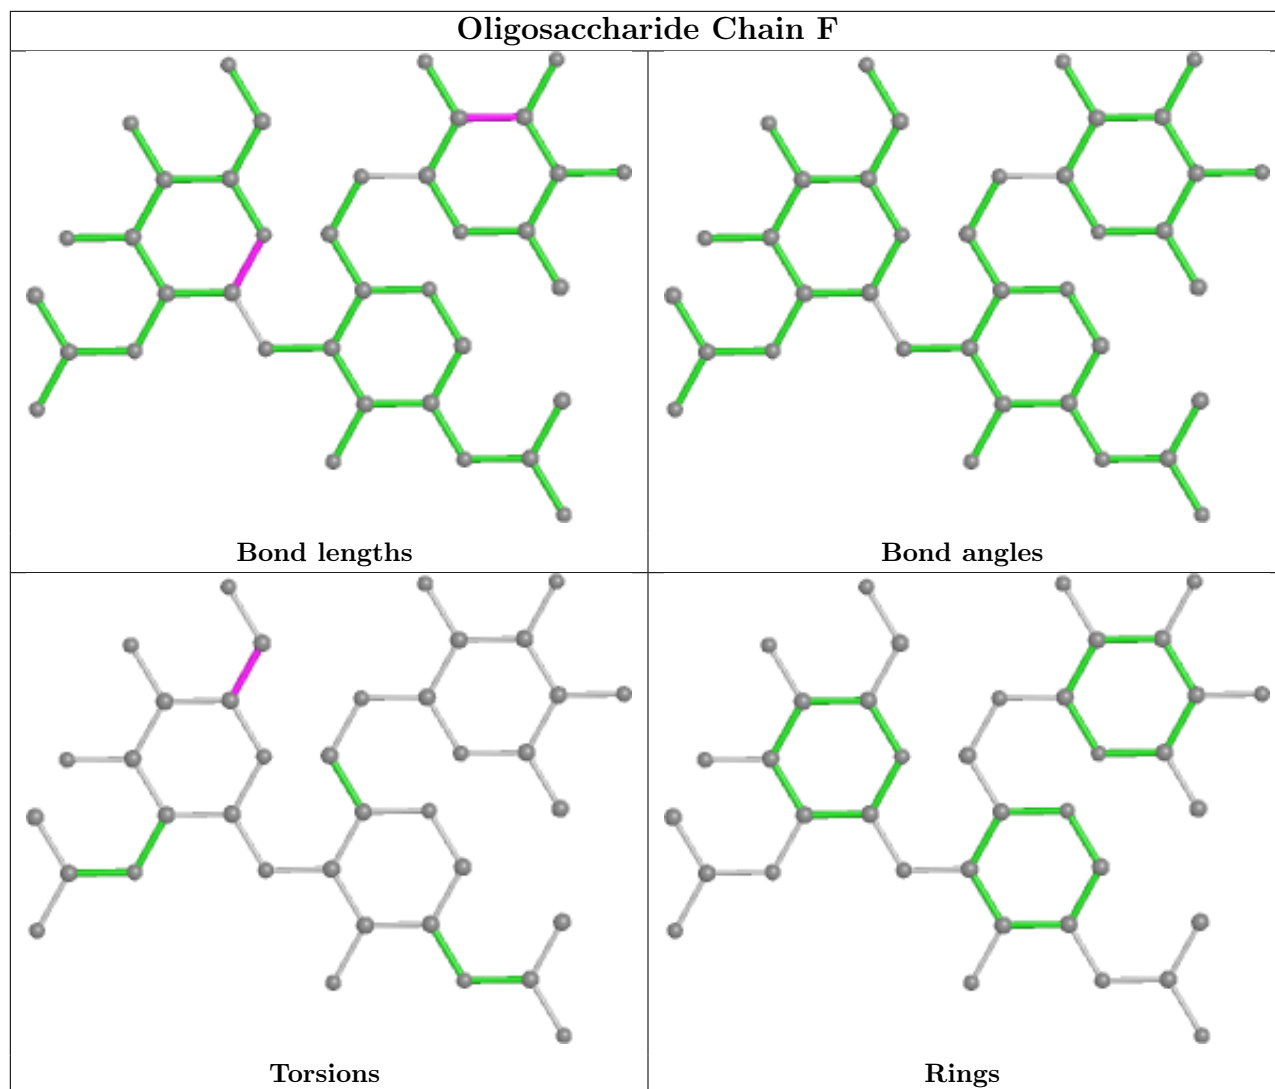 Oligosaccharide Chain F
Bond lengths
Bond angles
Torsions
Rings